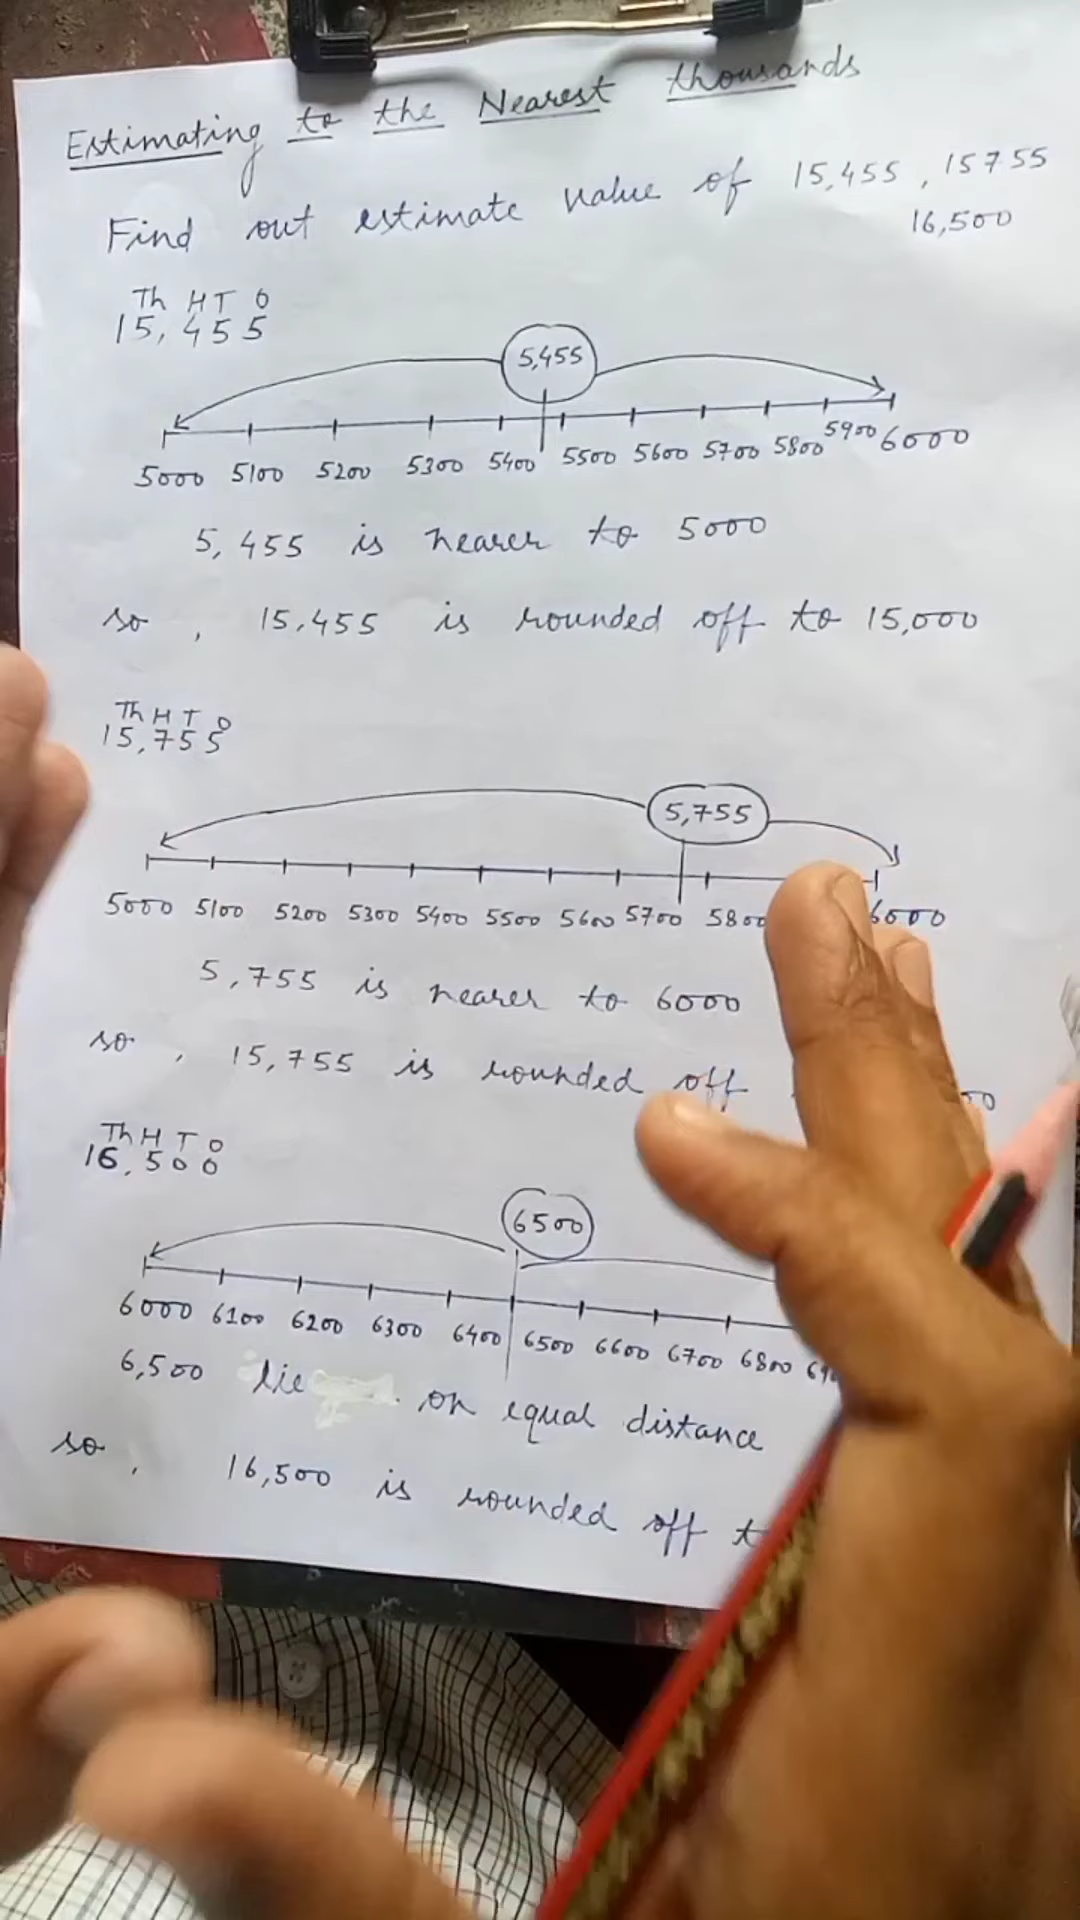 Estimating to the Nearest thousands
Find out estimate value of 15,455, 15755
16,500
Th H T O
15,455
5,455
5000 5100 5200 5300 5400 5500 5600 5700 5800 5900 6000
5,455 is nearer to 5000
so, 15,455 is rounded off to 15,000
Th H T O
15,755
5,755
5000 5100 5200 5300 5400 5500 5600 5700 5800 6000
5,755 is nearer to 6000
so, 15,755 is rounded off
Th H T O
16,500
6500
6000 6100 6200 6300 6400 6500 6600 6700 6800
6,500 lie on equal distance
so, 16,500 is rounded off